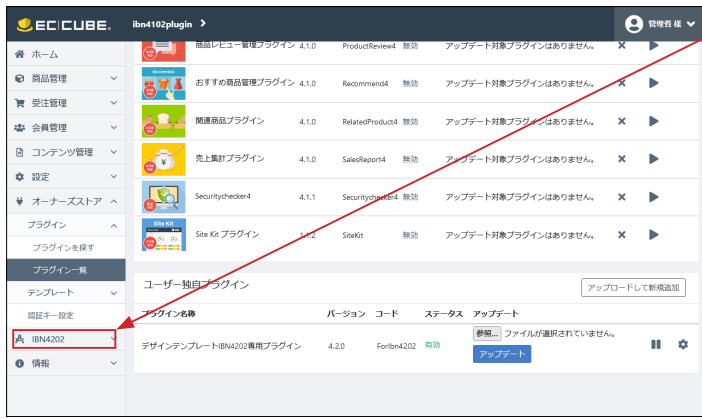 EC CUBE.
ibn4102plugin
管理者 様
ホーム
商品管理
受注管理
会員管理
コンテンツ管理
設定
オーナーズストア
プラグイン
プラグインを探す
プラグイン一覧
テンプレート
認証キー設定
IBN4202
情報
商品レビュー管理プラグイン 4.1.0 ProductReview4 無効 アップデート対象プラグインはありません。
おすすめ商品管理プラグイン 4.1.0 Recommend4 無効 アップデート対象プラグインはありません。
関連商品プラグイン 4.1.0 RelatedProduct4 無効 アップデート対象プラグインはありません。
売上集計プラグイン 4.1.0 SalesReport4 無効 アップデート対象プラグインはありません。
Securitychecker4 4.1.1 Securitychecker4 無効 アップデート対象プラグインはありません。
Site Kit
Site Kit プラグイン 1.1.2 SiteKit 無効 アップデート対象プラグインはありません。
ユーザー独自プラグイン
アップロードして新規追加
プラグイン名称 バージョン コード ステータス アップデート
デザインテンプレートIBN4202専用プラグイン 4.2.0 ForIbn4202 有効 参照... ファイルが選択されていません。
アップデート